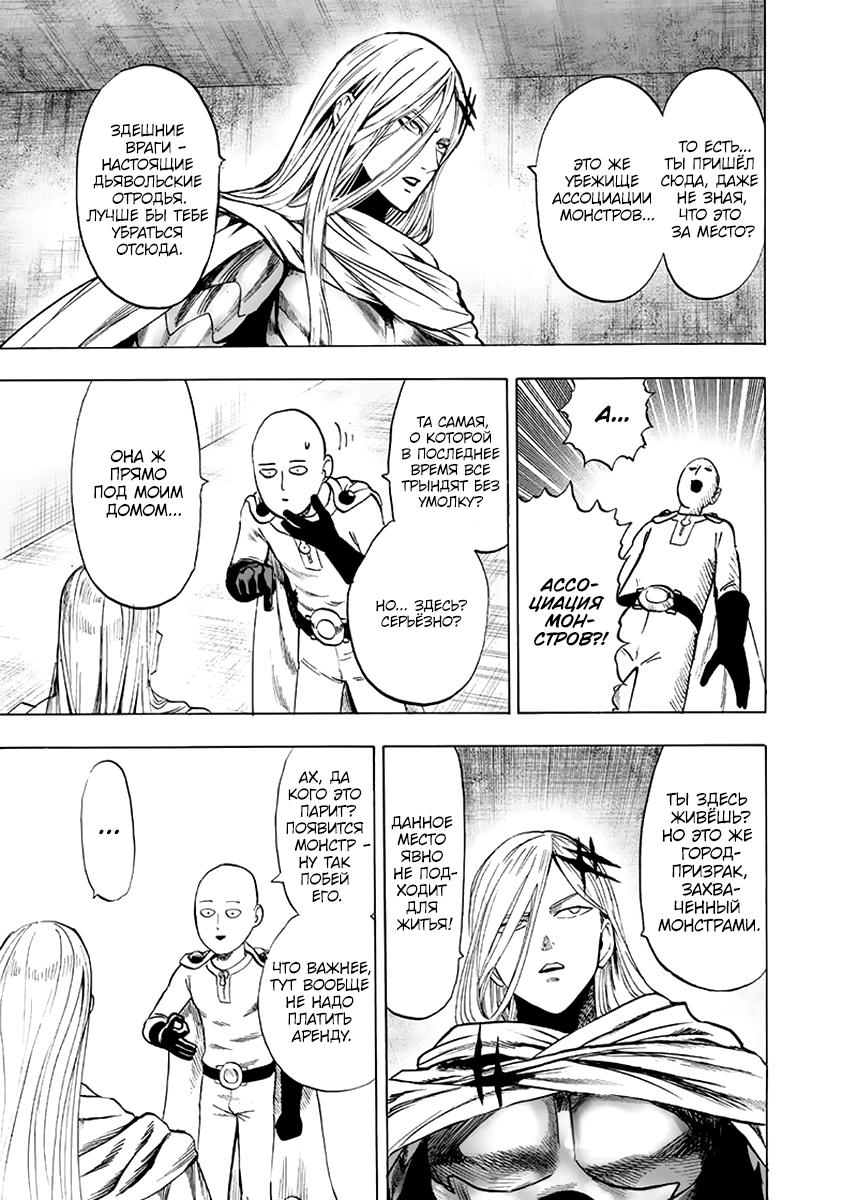 ТО ЕСТЬ...
ТЫ ПРИШЁЛ
СЮДА, ДАЖЕ
НЕ ЗНАЯ,
ЧТО ЭТО
ЗА МЕСТО?
ЭТО ЖЕ
УБЕЖИЩЕ
АССОЦИАЦИИ
МОНСТРОВ...
ЗДЕШНИЕ
ВРАГИ –
НАСТОЯЩИЕ
ДЬЯВОЛЬСКИЕ
ОТРОДЬЯ.
ЛУЧШЕ БЫ ТЕБЕ
УБРАТЬСЯ
ОТСЮДА.
А...
АССО-
ЦИАЦИЯ
МОН-
СТРОВ?!
ТА САМАЯ,
О КОТОРОЙ
В ПОСЛЕДНЕЕ
ВРЕМЯ ВСЕ
ТРЫНДЯТ БЕЗ
УМОЛКУ?
НО... ЗДЕСЬ?
СЕРЬЁЗНО?
ОНА Ж
ПРЯМО
ПОД МОИМ
ДОМОМ...
ТЫ ЗДЕСЬ
ЖИВЁШЬ?
НО ЭТО ЖЕ
ГОРОД-
ПРИЗРАК,
ЗАХВА-
ЧЕННЫЙ
МОНСТРАМИ.
ДАННОЕ
МЕСТО
ЯВНО
НЕ ПОД-
ХОДИТ
ДЛЯ
ЖИТЬЯ!
АХ, ДА
КОГО ЭТО
ПАРИТ?
ПОЯВИТСЯ
МОНСТР –
НУ ТАК
ПОБЕЙ
ЕГО.
ЧТО ВАЖНЕЕ,
ТУТ ВООБЩЕ
НЕ НАДО
ПЛАТИТЬ
АРЕНДУ.
...